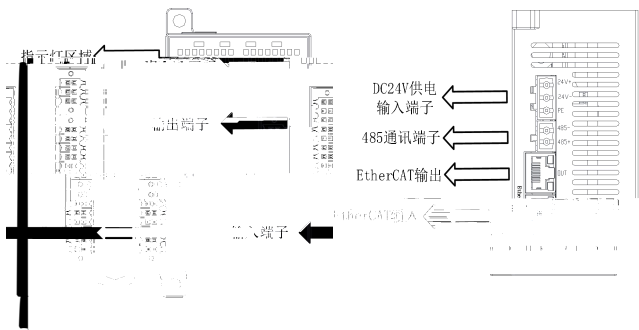 指示灯区域
输出端子
输入端子
DC24V供电
输入端子
485通讯端子
EtherCAT输出
EtherCAT输入
24V+
24V-
PE
485-
485+
OUT